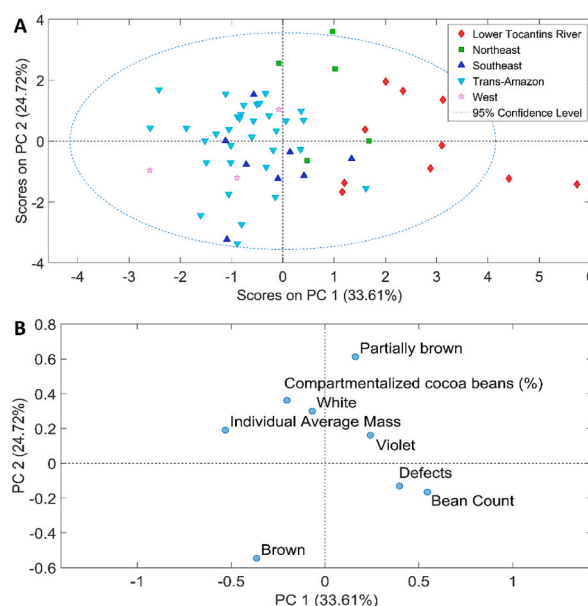 A
4
2
0
-2
-4
Scores on PC 2 (24.72%)
-4
-3
-2
-1
0
1
2
3
4
5
6
Scores on PC 1 (33.61%)
Lower Tocantins River
Northeast
Southeast
Trans-Amazon
West
95% Confidence Level
B
0.8
0.6
0.4
0.2
0
-0.2
-0.4
-0.6
PC 2 (24.72%)
Partially brown
Compartmentalized cocoa beans (%)
White
Individual Average Mass
Violet
Defects
Bean Count
Brown
-1
-0.5
0
0.5
1
PC 1 (33.61%)